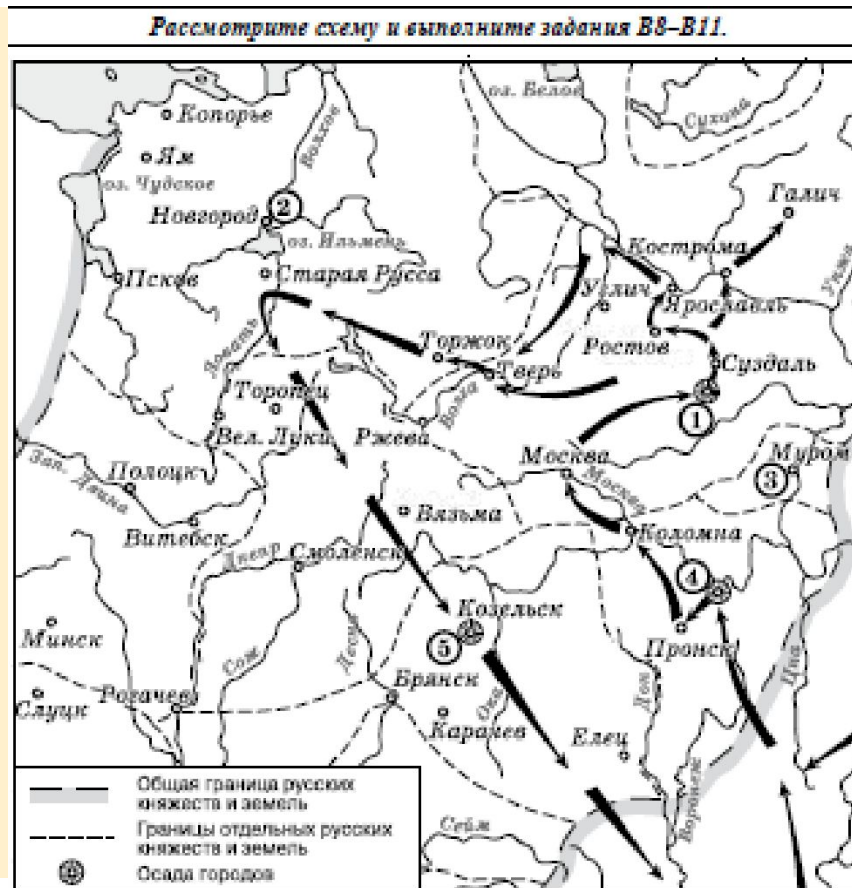 Рассмотрите схему и выполните задания В8–В11.
оз. Белое
Сухона
Копорье
Волхов
Ям
оз. Чудское
Галич
Новгород
2
оз. Ильмень
Кострома
Унжа
Псков
Старая Русса
Углич
Ярославль
Ловать
Торжок
Ростов
Тверь
Суздаль
Торопец
Волга
1
Вел. Луки
Ржева
Муром
Москва
Москва
3
Зап. Двина
Полоцк
Вязьма
Коломна
Витебск
Днепр
Смоленск
4
Козельск
Минск
5
Пронск
Сож
Десна
Цна
Дон
Слуцк
Рогачев
Брянск
Ока
Карачев
Елец
Воронеж
Сейм
Общая граница русских
княжеств и земель
Границы отдельных русских
княжеств и земель
Осада городов